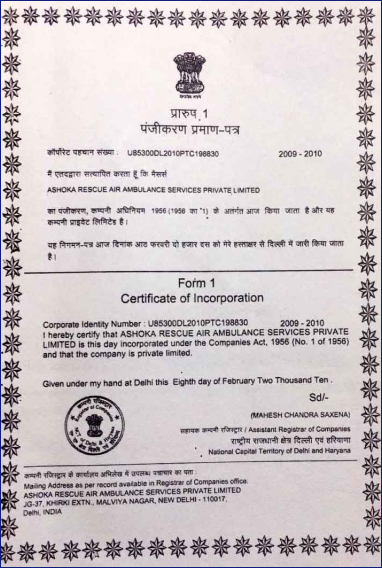 प्रारुप 1
पंजीकरण प्रमाण-पत्र
कॉर्पोरेट पहचान संख्या : U85300DL2010PTC198830 2009 - 2010
मैं एतदद्वारा सत्यापित करता हूँ कि मैसर्स
ASHOKA RESCUE AIR AMBULANCE SERVICES PRIVATE LIMITED
का पंजीकरण, कम्पनी अधिनियम 1956 (1956 का 1) के अंतर्गत आज किया जाता है और यह
कम्पनी प्राइवेट लिमिटेड है।
यह निगमन-पत्र आज दिनांक आठ फरवरी दो हजार दस को मेरे हस्ताक्षर से दिल्ली में जारी किया जाता
है।
Form 1
Certificate of Incorporation
Corporate Identity Number : U85300DL2010PTC198830 2009 - 2010
I hereby certify that ASHOKA RESCUE AIR AMBULANCE SERVICES PRIVATE
LIMITED is this day incorporated under the Companies Act, 1956 (No. 1 of 1956)
and that the company is private limited.
Given under my hand at Delhi this Eighth day of February Two Thousand Ten .
Sd/-
(MAHESH CHANDRA SAXENA)
सहायक कम्पनी रजिस्ट्रार / Assistant Registrar of Companies
राष्ट्रीय राजधानी क्षेत्र दिल्ली एवं हरियाणा
National Capital Territory of Delhi and Haryana
कम्पनी रजिस्ट्रार के कार्यालय अभिलेख में उपलब्ध पत्राचार का पता :
Mailing Address as per record available in Registrar of Companies office:
ASHOKA RESCUE AIR AMBULANCE SERVICES PRIVATE LIMITED
JG-37, KHIRKI EXTN., MALVIYA NAGAR, NEW DELHI - 110017,
Delhi, INDIA